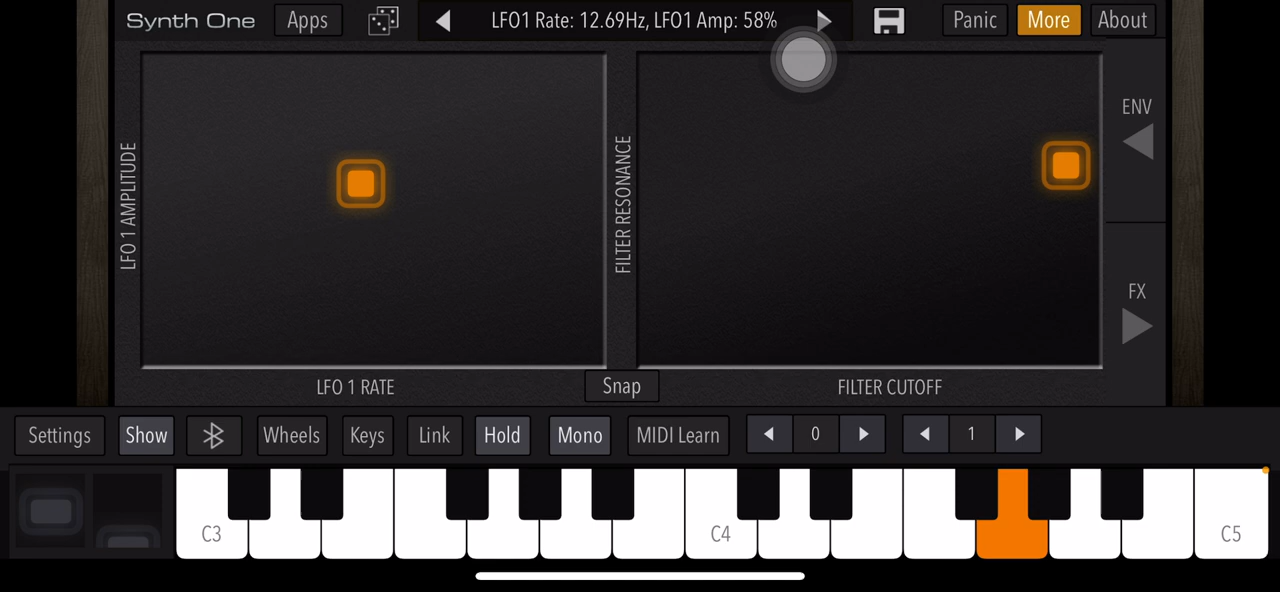 Synth One Apps LFO1 Rate: 12.69Hz, LFO1 Amp: 58% Panic More About
LFO 1 AMPLITUDE
FILTER RESONANCE
ENV
FX
LFO 1 RATE
Snap
FILTER CUTOFF
Settings Show Wheels Keys Link Hold Mono MIDI Learn 0 1
C3 C4 C5